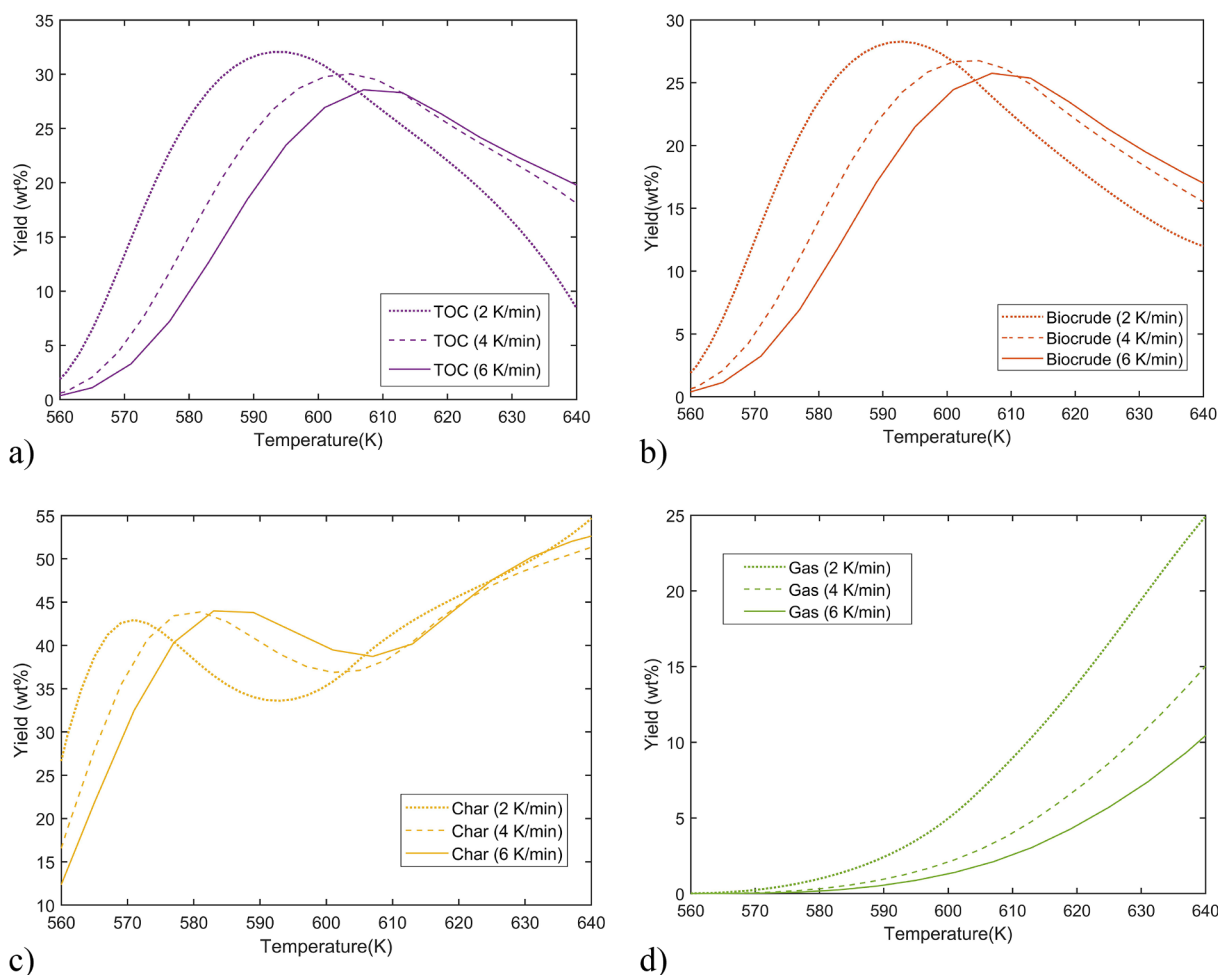 35
30
25
20
15
10
5
0
Yield (wt%)
TOC (2 K/min)
TOC (4 K/min)
TOC (6 K/min)
560 570 580 590 600 610 620 630 640
Temperature(K)
a)
30
25
20
15
10
5
0
Yield(wt%)
Biocrude (2 K/min)
Biocrude (4 K/min)
Biocrude (6 K/min)
560 570 580 590 600 610 620 630 640
Temperature(K)
b)
55
50
45
40
35
30
25
20
15
10
Yield (wt%)
Char (2 K/min)
Char (4 K/min)
Char (6 K/min)
560 570 580 590 600 610 620 630 640
Temperature(K)
c)
25
20
15
10
5
0
Yield (wt%)
Gas (2 K/min)
Gas (4 K/min)
Gas (6 K/min)
560 570 580 590 600 610 620 630 640
Temperature(K)
d)